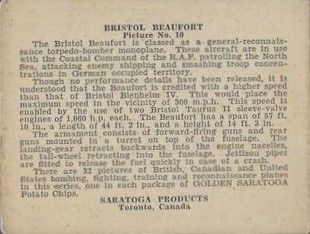 BRISTOL BEAUFORT
Picture No. 10
The Bristol Beaufort is classed as a general-reconnais-
sance torpedo-bomber monoplane. These aircraft are in use
with the Coastal Command of the R.A.F. patrolling the North
Sea, attacking enemy shipping and smashing troop concen-
trations in German occupied territory.
Though no performance details have been released, it is
understood that the Beaufort is credited with a higher speed
than that of Bristol Blenheim IV. This would place the
maximum speed in the vicinity of 300 m.p.h. This speed is
enabled by the use of two Bristol Taurus II sleeve-valve
engines of 1,060 h.p. each. The Beaufort has a span of 57 ft.
10 in., a length of 44 ft. 2 in., and a height of 14 ft. 3 in.
The armament consists of forward-firing guns and rear
guns mounted in a turret on top of the fuselage. The
landing-gear retracts backwards into the engine nacelles,
the tail-wheel retracting into the fuselage. Jettison pipes
are fitted to release the fuel quickly in case of a crash.
There are 32 pictures of British, Canadian and United
States bombing, fighting, training and reconnaissance planes
in this series, one in each package of GOLDEN SARATOGA
Potato Chips.
SARATOGA PRODUCTS
Toronto, Canada